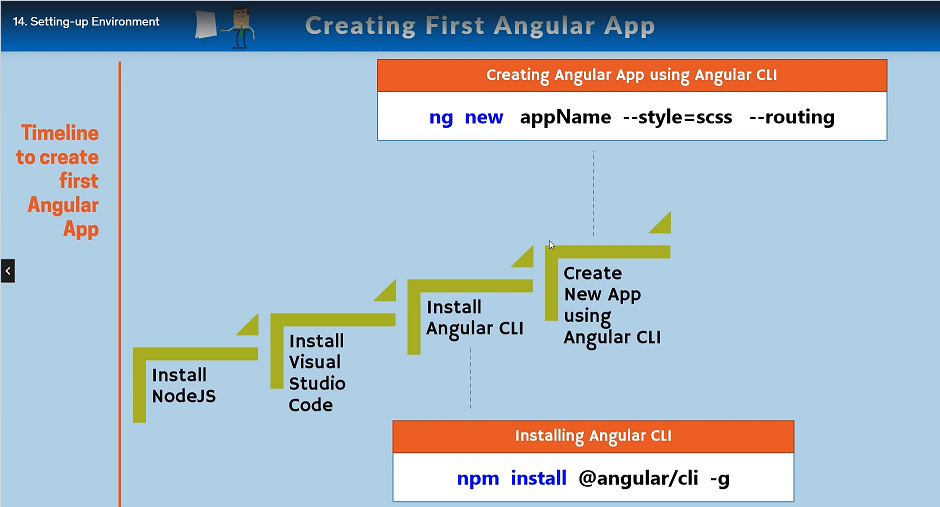 14. Setting-up Environment
Creating First Angular App
Timeline
to create
first
Angular
App
Creating Angular App using Angular CLI
ng new appName --style=scss --routing
Install
NodeJS
Install
Visual
Studio
Code
Install
Angular CLI
Create
New App
using
Angular CLI
Installing Angular CLI
npm install @angular/cli -g